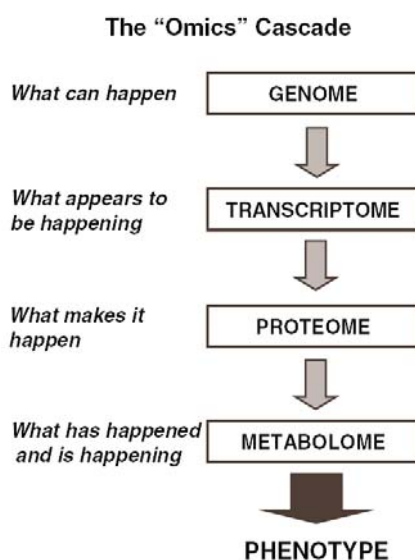 The “Omics” Cascade
What can happen
GENOME
What appears to
be happening
TRANSCRIPTOME
What makes it
happen
PROTEOME
What has happened
and is happening
METABOLOME
PHENOTYPE